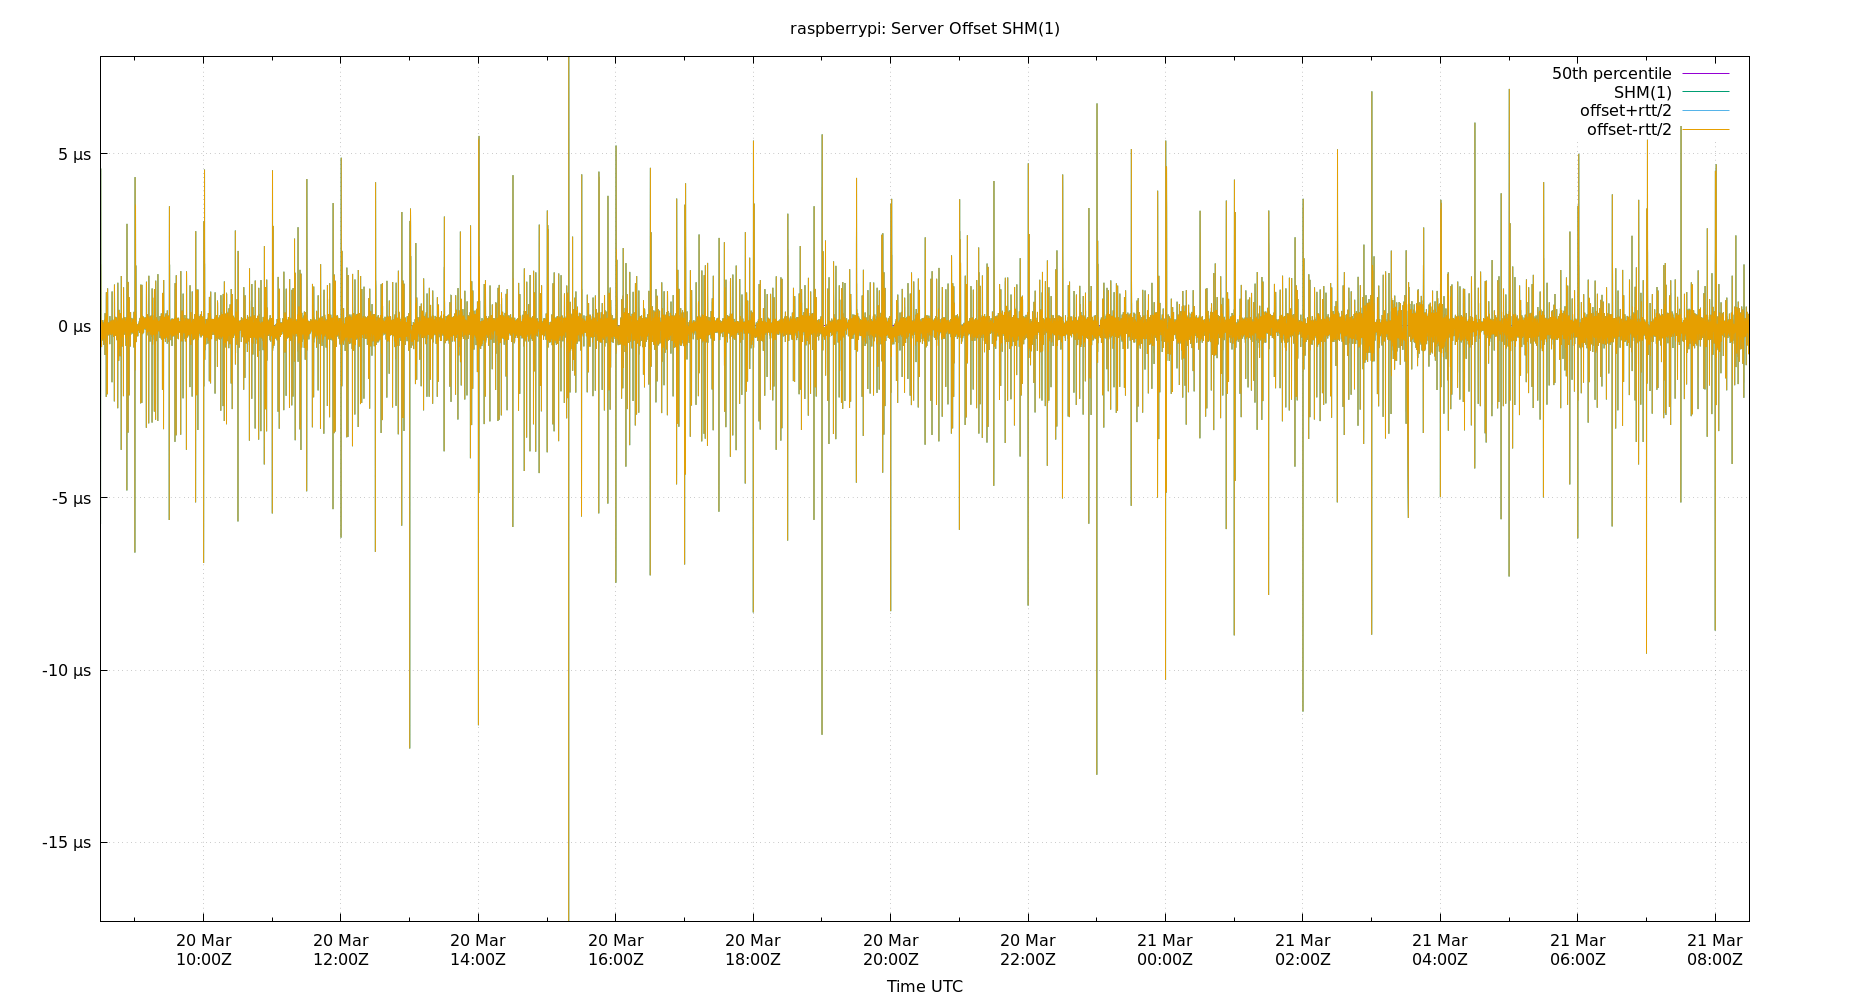 raspberrypi: Server Offset SHM(1)
50th percentile
SHM(1)
offset+rtt/2
offset-rtt/2
5 µs
0 µs
-5 µs
-10 µs
-15 µs
20 Mar 20 Mar 20 Mar 20 Mar 20 Mar 20 Mar 20 Mar 21 Mar 21 Mar 21 Mar 21 Mar 21 Mar
10:00Z 12:00Z 14:00Z 16:00Z 18:00Z 20:00Z 22:00Z 00:00Z 02:00Z 04:00Z 06:00Z 08:00Z
Time UTC